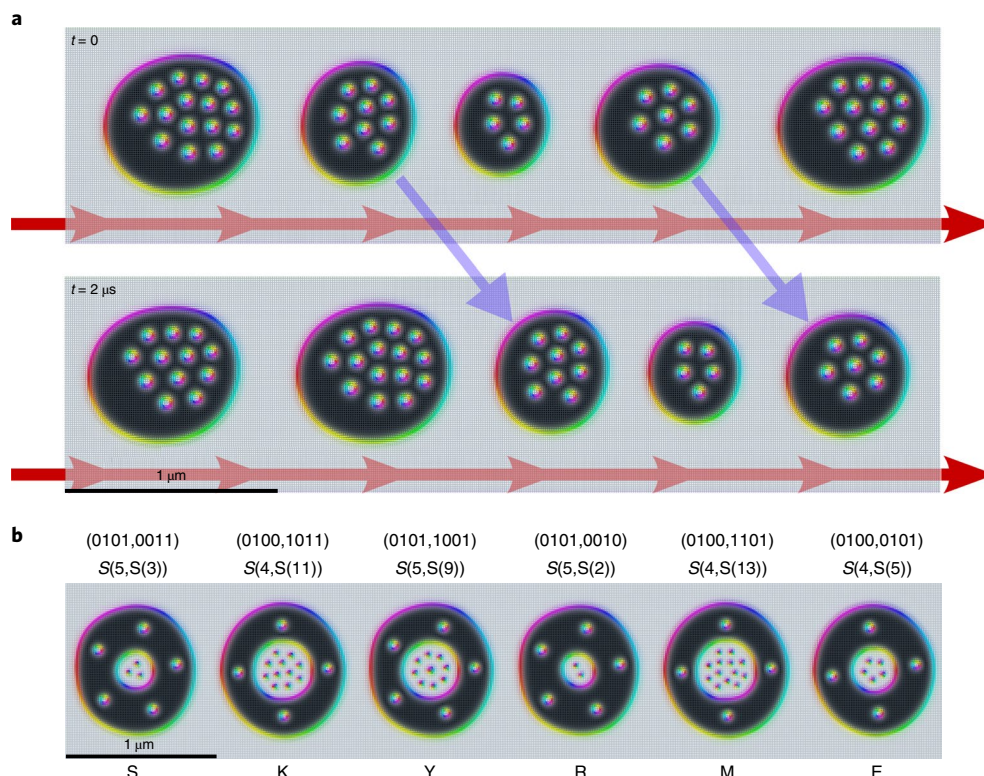 a
t = 0
t = 2 μs
1 μm
b
(0101,0011) (0100,1011) (0101,1001) (0101,0010) (0100,1101) (0100,0101)
S(5,S(3)) S(4,S(11)) S(5,S(9)) S(5,S(2)) S(4,S(13)) S(4,S(5))
1 μm
S K Y R M E